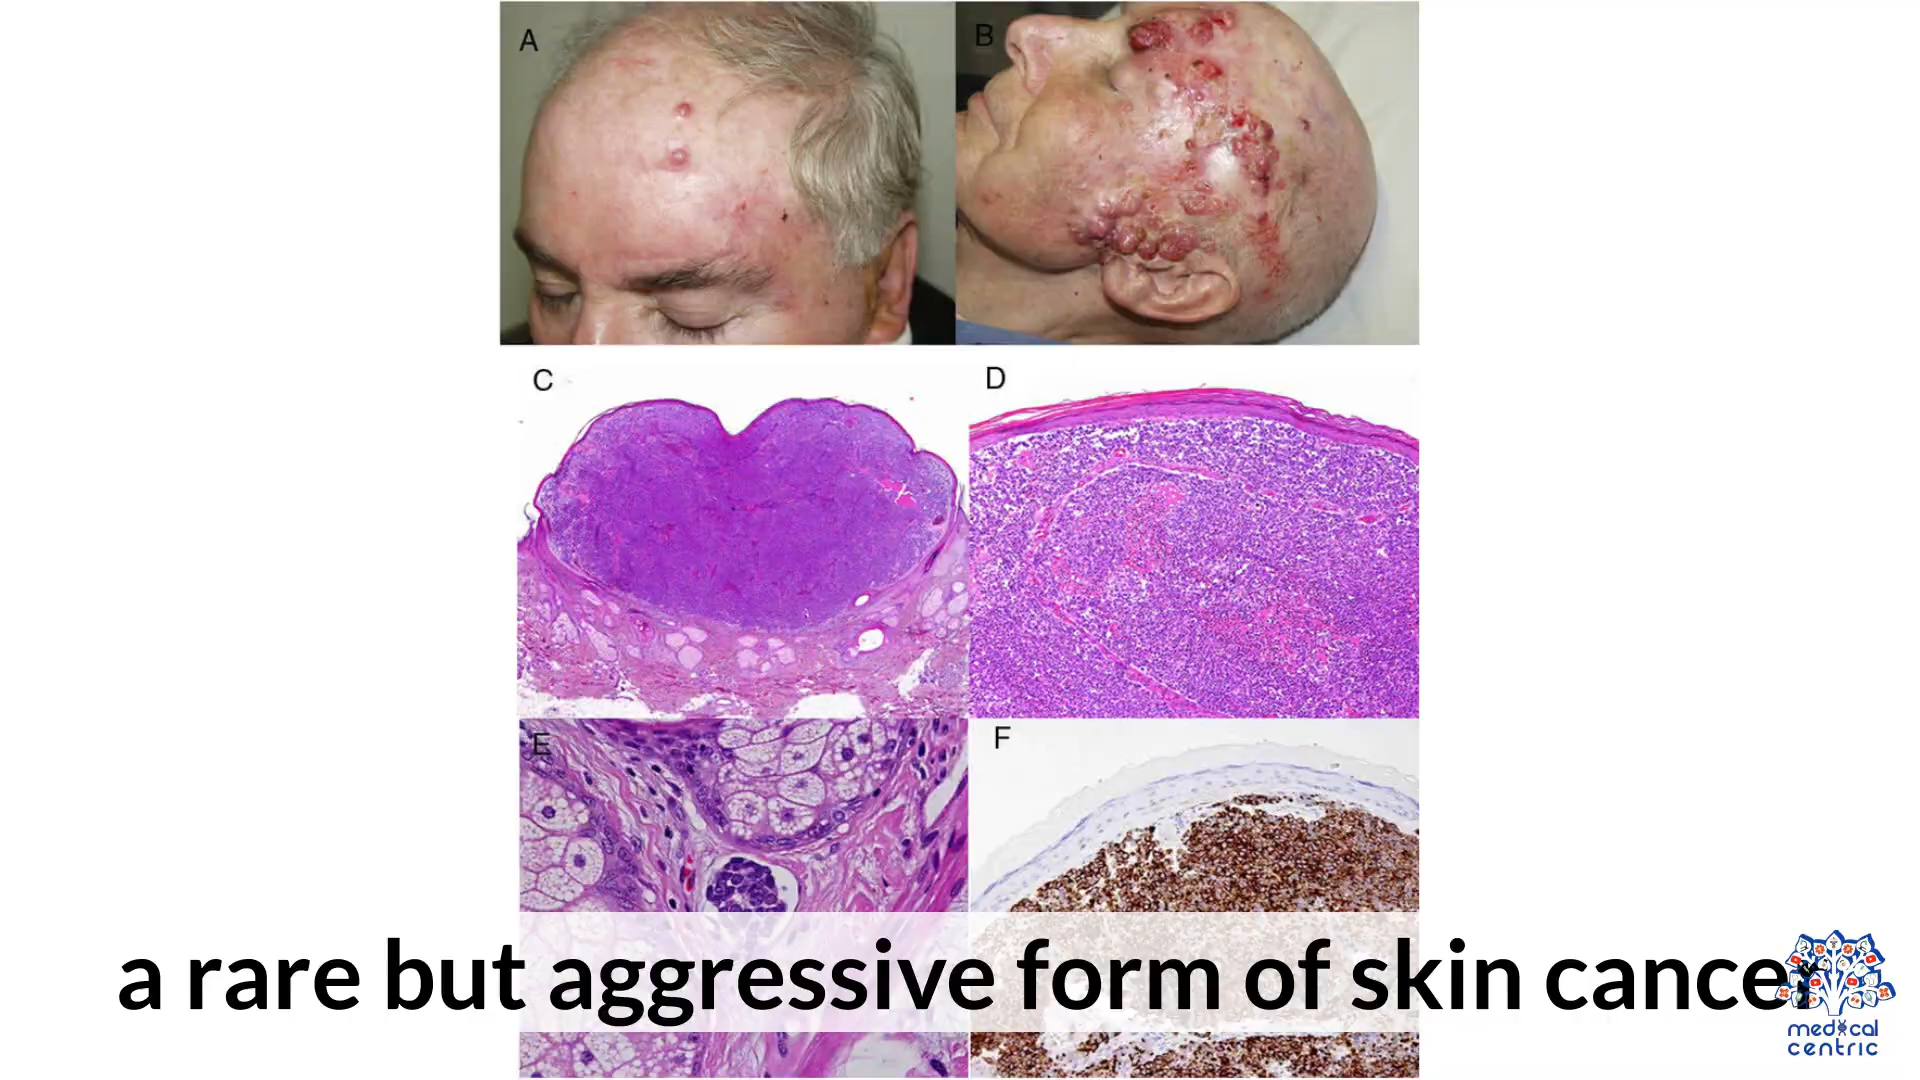 A
B
C
D
E
F
a rare but aggressive form of skin cancer
medical
centric